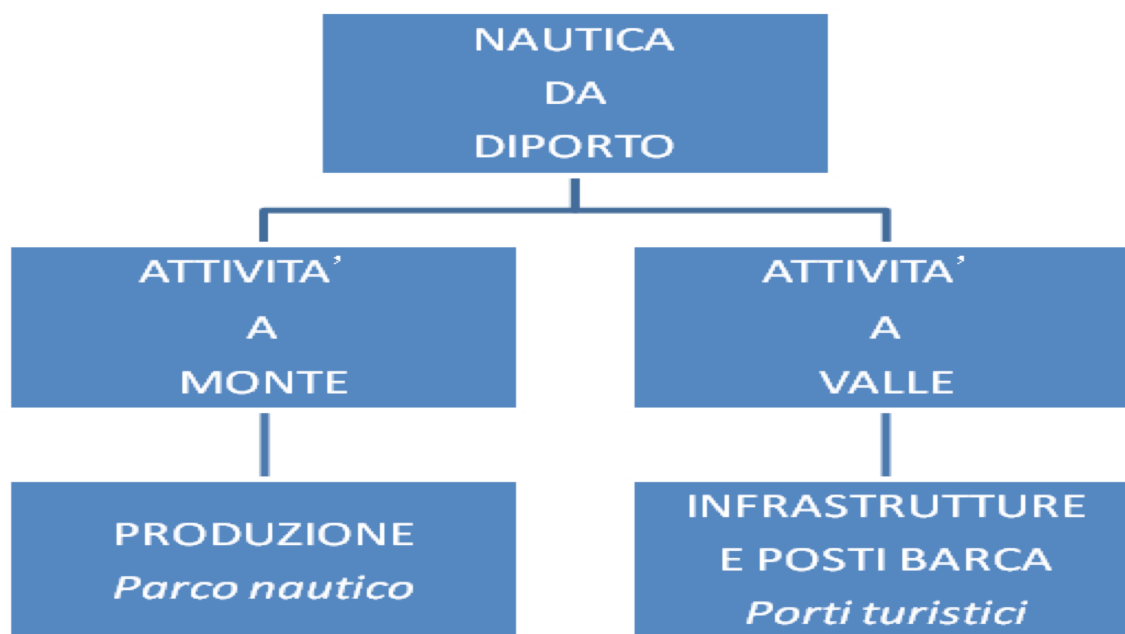 NAUTICA
DA
DIPORTO
ATTIVITA’
A
MONTE
ATTIVITA’
A
VALLE
PRODUZIONE
Parco nautico
INFRASTRUTTURE
E POSTI BARCA
Porti turistici